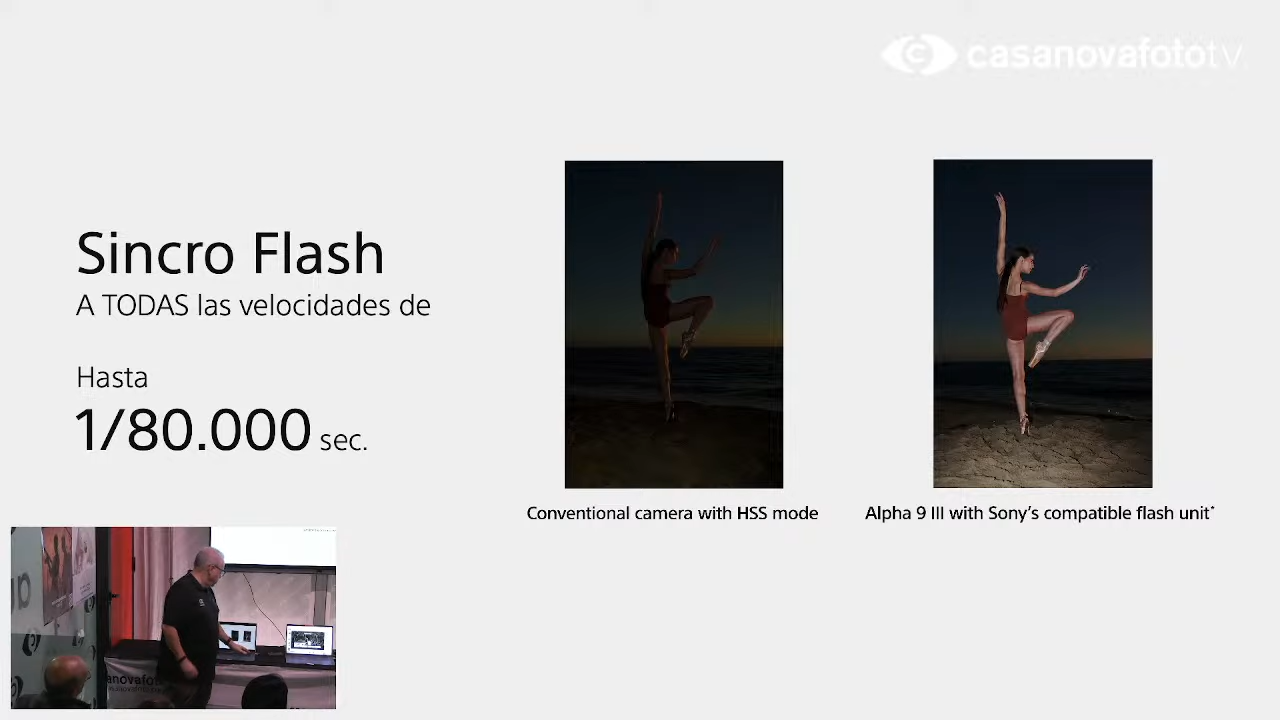 casanovafototv
Sincro Flash
A TODAS las velocidades de
Hasta
1/80.000 sec.
Conventional camera with HSS mode
Alpha 9 III with Sony's compatible flash unit*
anovafo